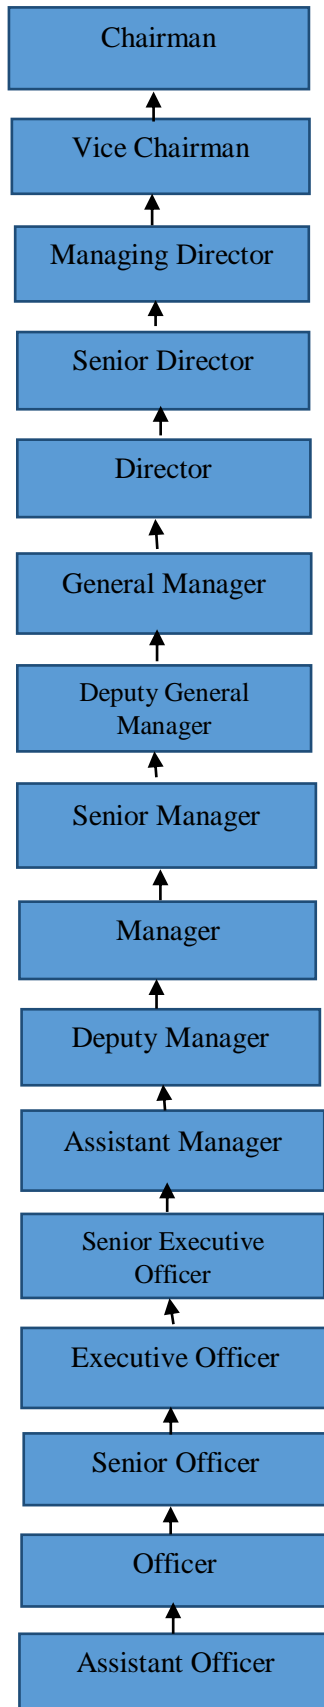 Chairman
Vice Chairman
Managing Director
Senior Director
Director
General Manager
Deputy General
Manager
Senior Manager
Manager
Deputy Manager
Assistant Manager
Senior Executive
Officer
Executive Officer
Senior Officer
Officer
Assistant Officer